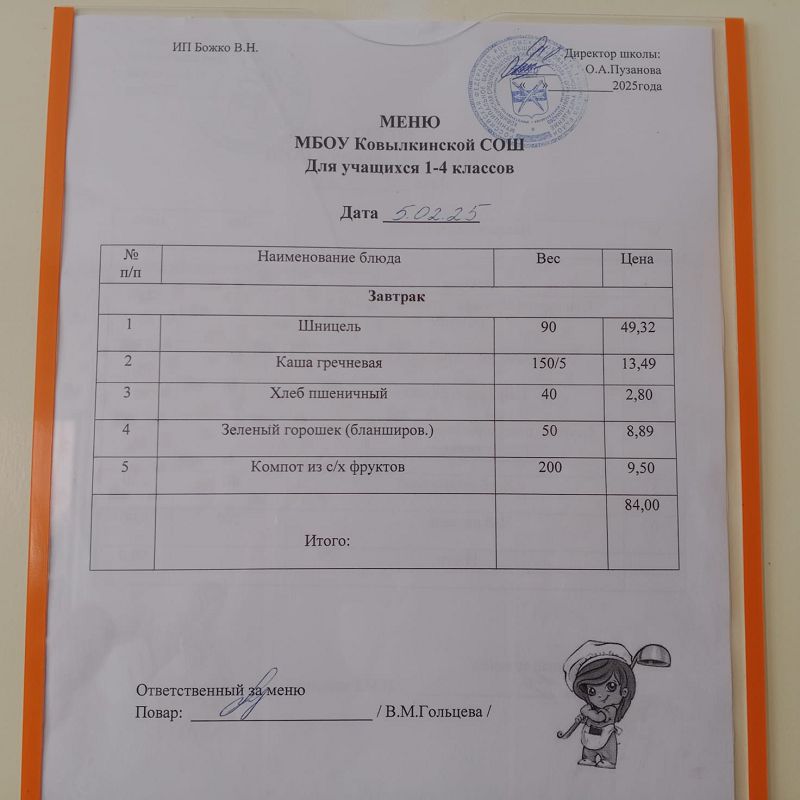 ИП Божко В.Н.
Директор школы:
О.А.Пузанова
2025года
МЕНЮ
МБОУ Ковылкинской СОШ
Для учащихся 1-4 классов
Дата 5.02.25
№ п/п Наименование блюда Вес Цена
Завтрак
1 Шницель 90 49,32
2 Каша гречневая 150/5 13,49
3 Хлеб пшеничный 40 2,80
4 Зеленый горошек (бланширов.) 50 8,89
5 Компот из с/х фруктов 200 9,50
84,00
Итого:
Ответственный за меню
Повар: / В.М.Гольцева /